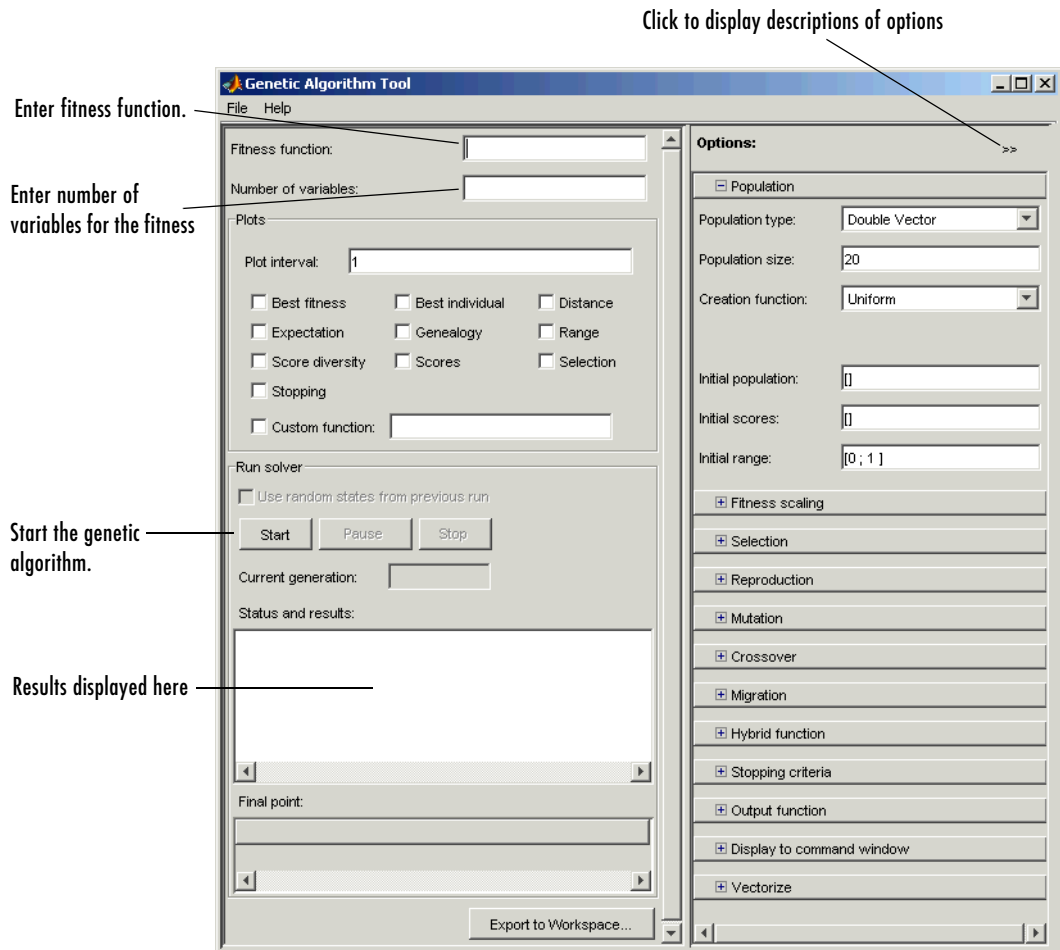 Click to display descriptions of options
Genetic Algorithm Tool
File Help
Enter fitness function.
Fitness function:
Options:
>>
Enter number of
variables for the fitness
Number of variables:
Population
Plots
Population type: Double Vector
Plot interval: 1
Population size: 20
Best fitness Best individual Distance
Creation function: Uniform
Expectation Genealogy Range
Score diversity Scores Selection
Stopping
Initial population: []
Custom function:
Initial scores: []
Initial range: [0 ; 1 ]
Run solver
Use random states from previous run
Fitness scaling
Start the genetic
algorithm.
Start Pause Stop
Selection
Current generation:
Reproduction
Status and results:
Mutation
Crossover
Results displayed here
Migration
Hybrid function
Stopping criteria
Final point:
Output function
Display to command window
Vectorize
Export to Workspace...